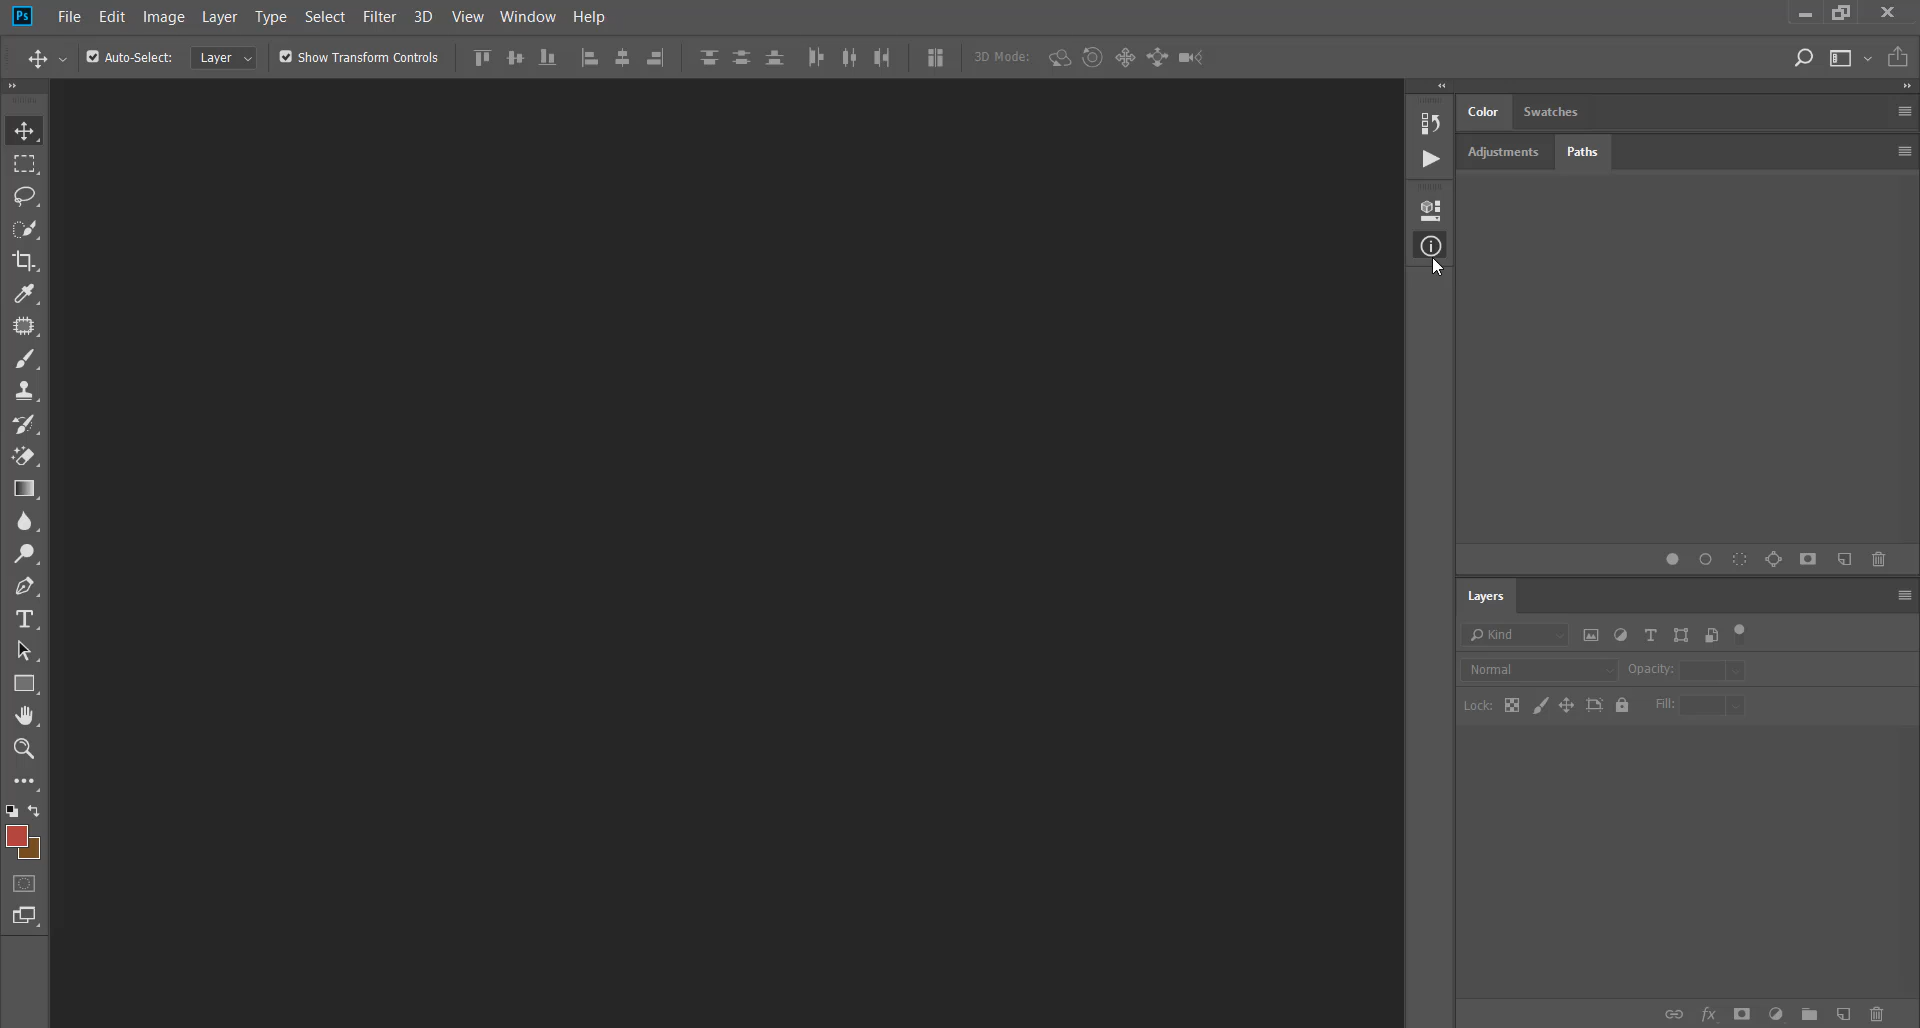 Ps File Edit Image Layer Type Select Filter 3D View Window Help
Auto-Select: Layer Show Transform Controls 3D Mode:
Color Swatches
Adjustments Paths
Layers
Kind
Normal Opacity:
Lock: Fill: